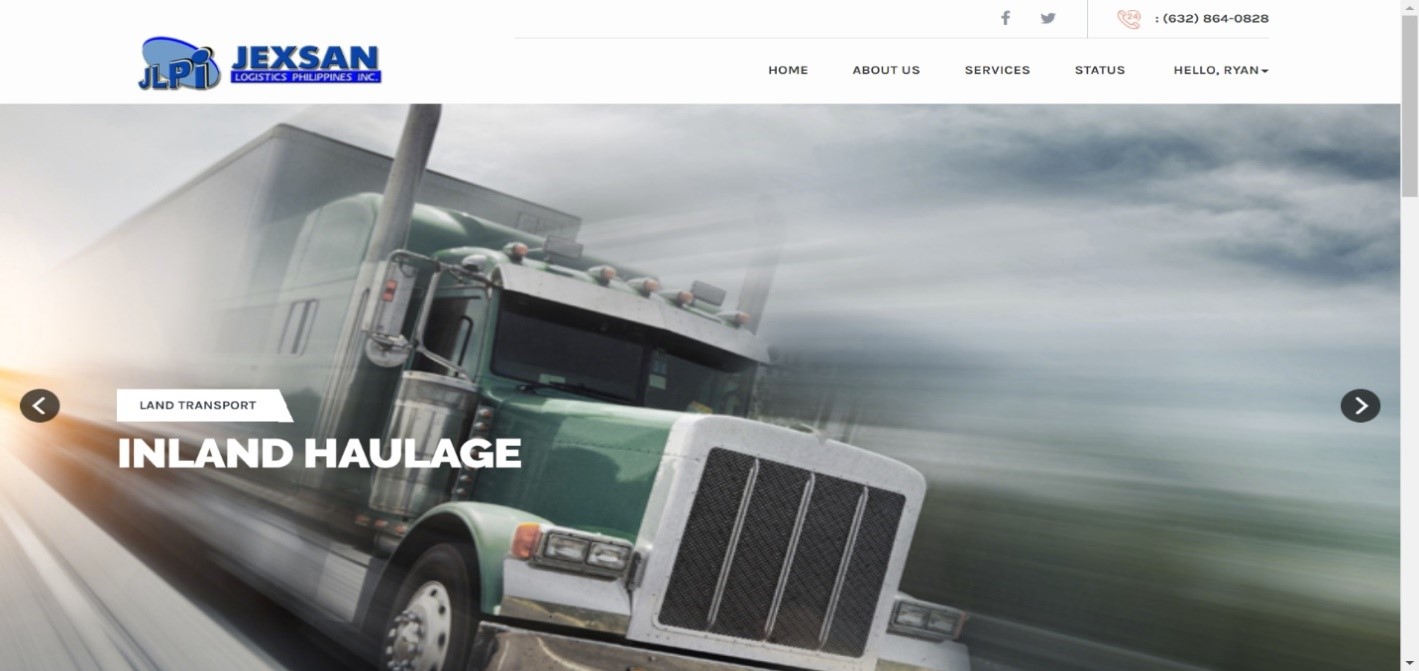 : (632) 864-0828
JLPi
JEXSAN
LOGISTICS PHILIPPINES INC.
HOME ABOUT US SERVICES STATUS HELLO, RYAN
LAND TRANSPORT
INLAND HAULAGE